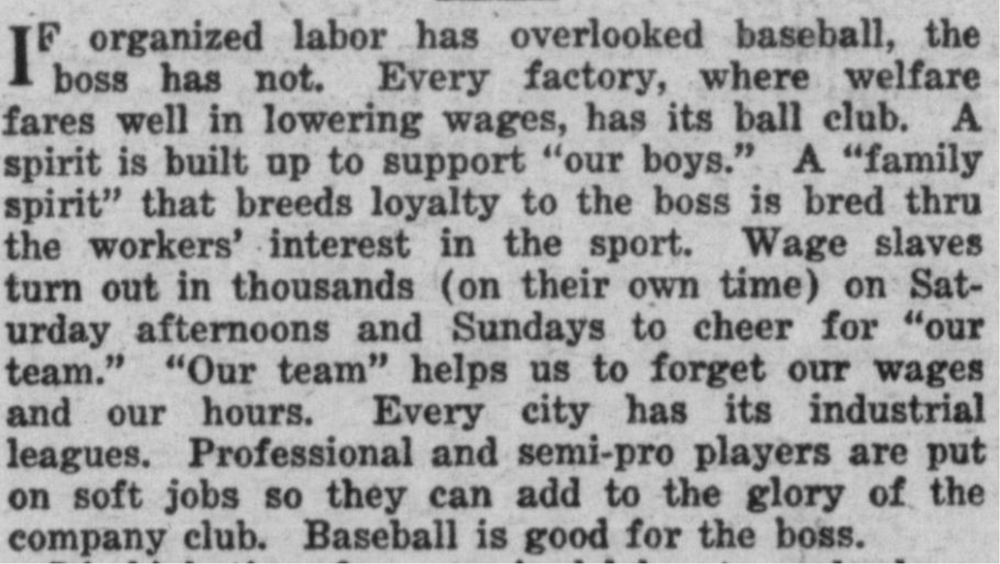 IF organized labor has overlooked baseball, the
boss has not. Every factory, where welfare
fares well in lowering wages, has its ball club. A
spirit is built up to support “our boys.” A “family
spirit” that breeds loyalty to the boss is bred thru
the workers’ interest in the sport. Wage slaves
turn out in thousands (on their own time) on Sat-
urday afternoons and Sundays to cheer for “our
team.” “Our team” helps us to forget our wages
and our hours. Every city has its industrial
leagues. Professional and semi-pro players are put
on soft jobs so they can add to the glory of the
company club. Baseball is good for the boss.